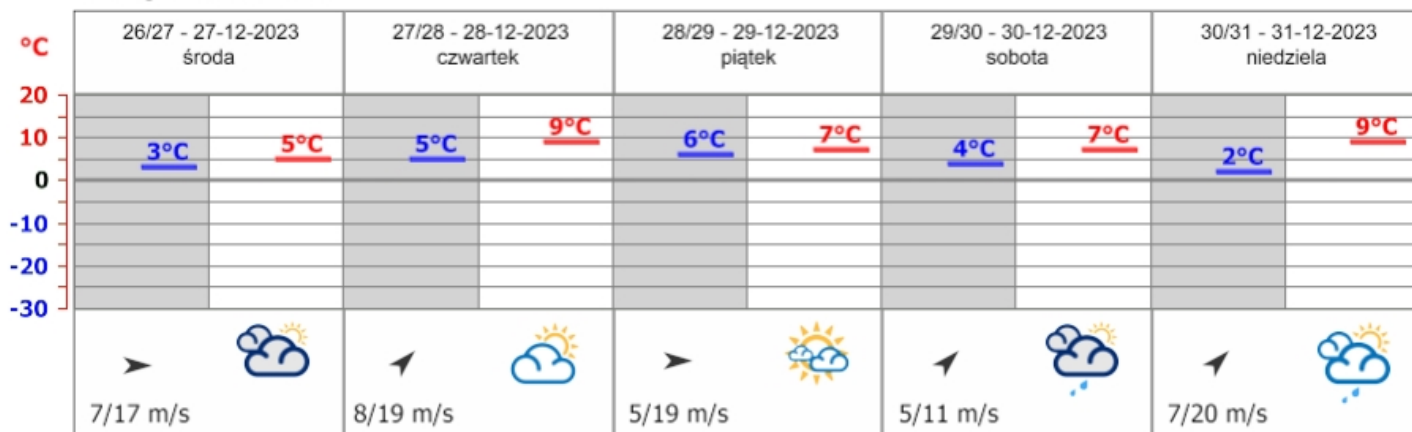 °C
26/27 - 27-12-2023
środa
27/28 - 28-12-2023
czwartek
28/29 - 29-12-2023
piątek
29/30 - 30-12-2023
sobota
30/31 - 31-12-2023
niedziela
20
10
0
-10
-20
-30
3°C
5°C
5°C
9°C
6°C
7°C
4°C
7°C
2°C
9°C
7/17 m/s
8/19 m/s
5/19 m/s
5/11 m/s
7/20 m/s